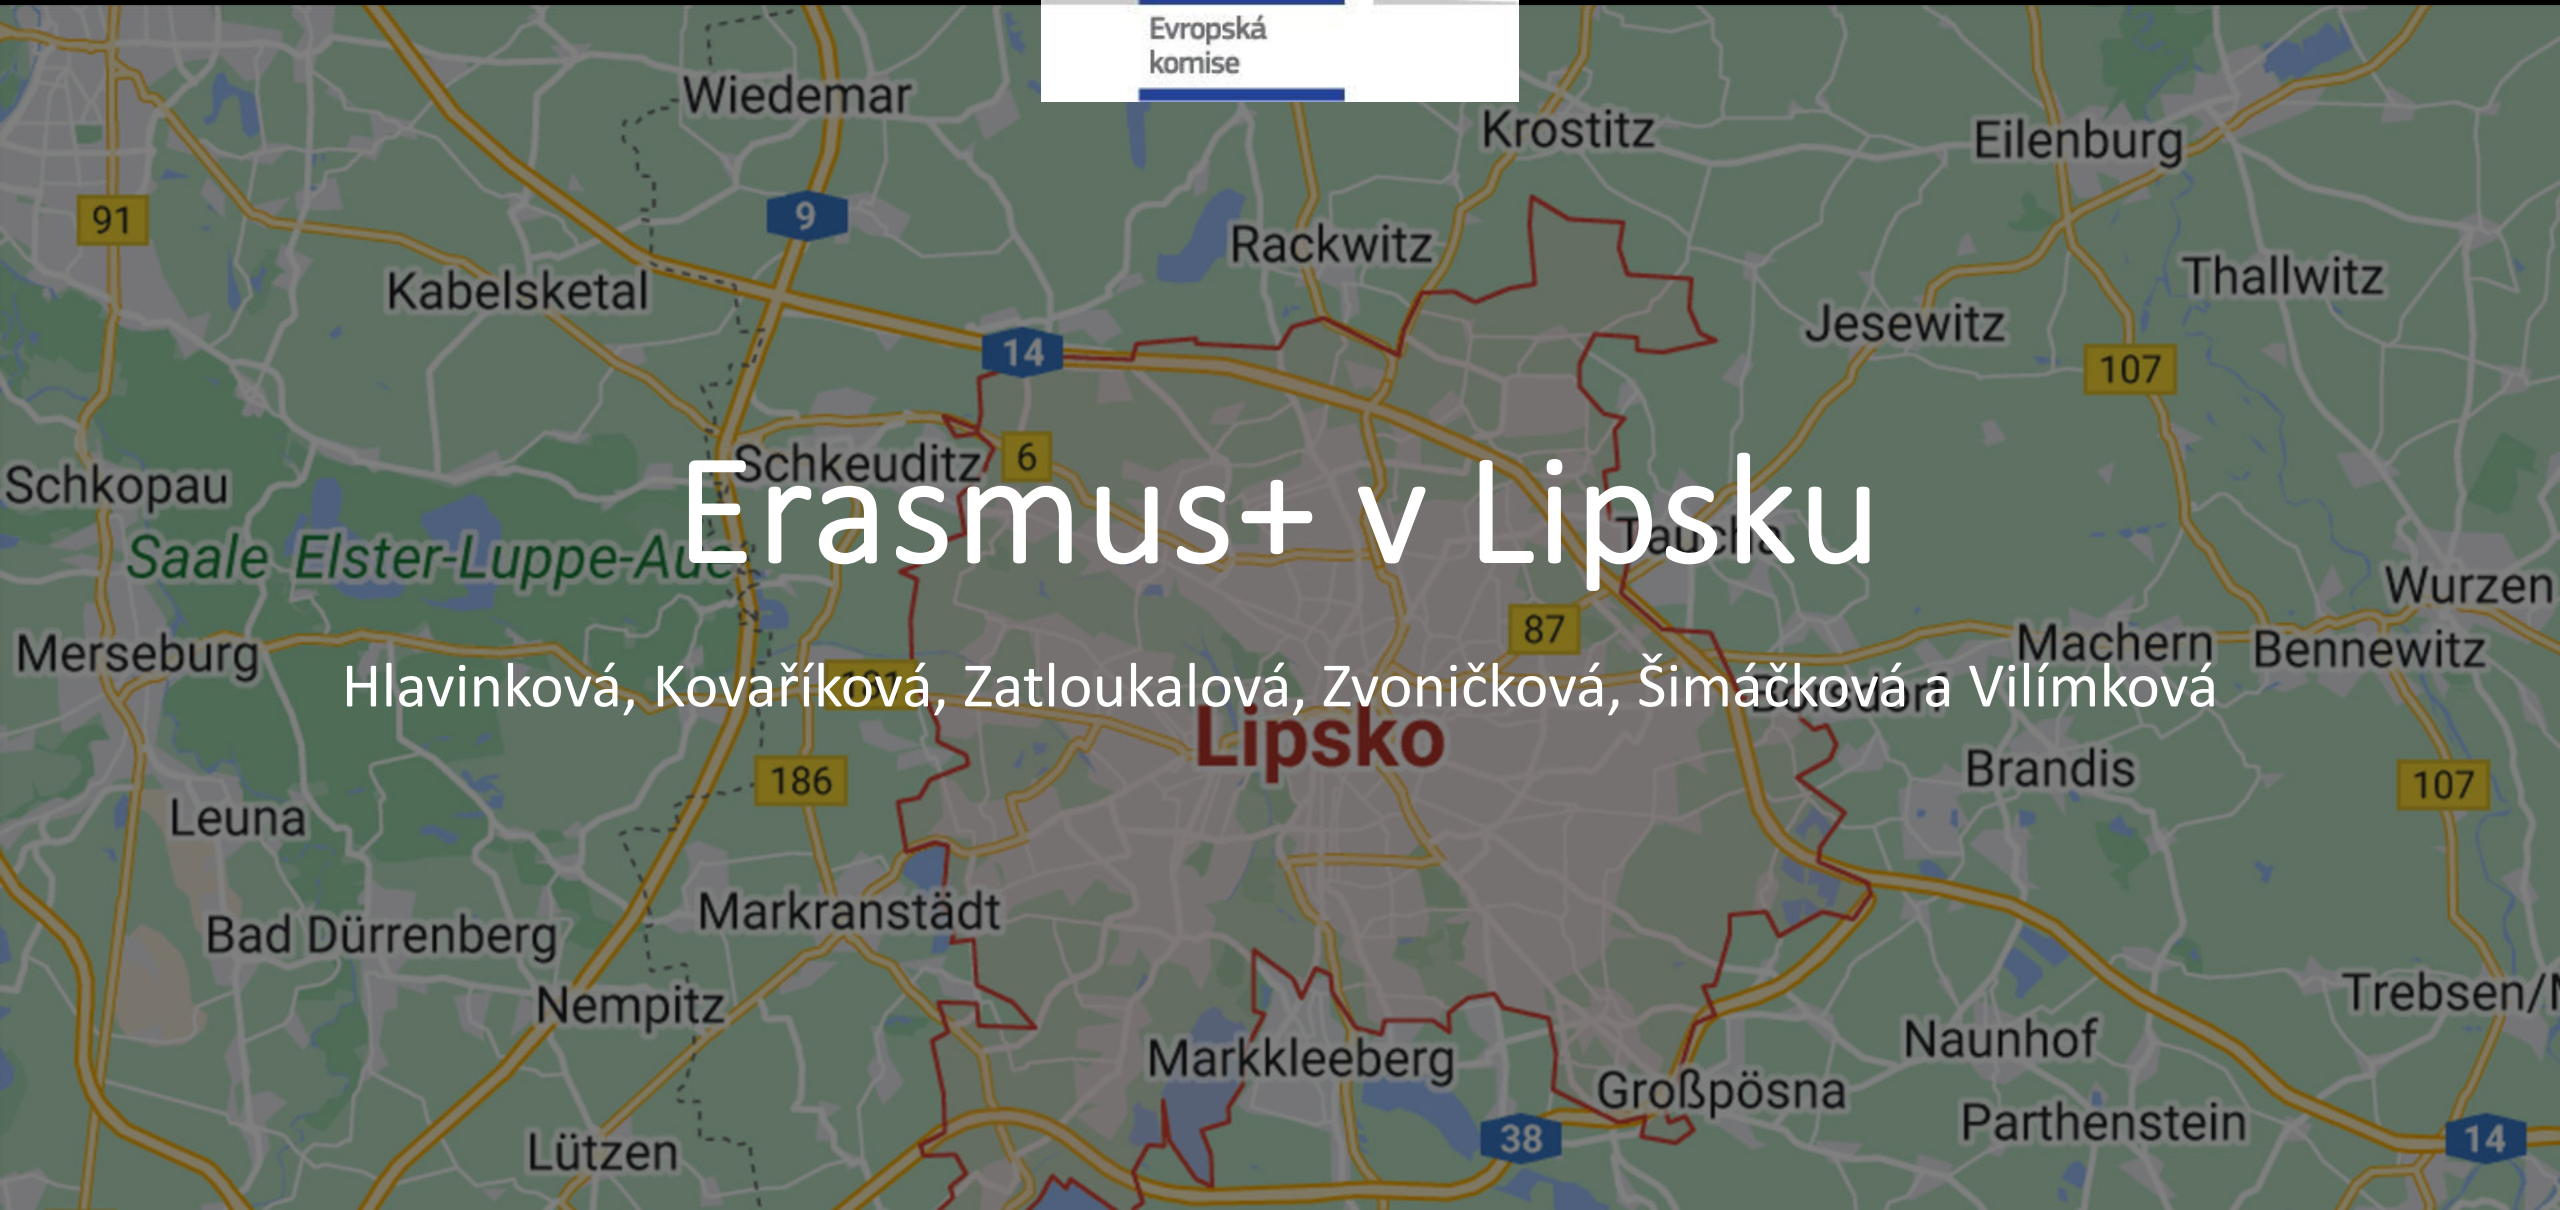 Evropská
komise
Wiedemar
Krostitz
Eilenburg
91
9
Rackwitz
Thallwitz
Kabelsketal
Jesewitz
14
107
Schkeuditz
6
Schkopau
Erasmus+ v Lipsku
Taucha
Saale-Elster-Luppe-Aue
Wurzen
87
Merseburg
Machern
Bennewitz
Hlavinková, Kovaříková, Zatloukalová, Zvoničková, Šimáčková a Vilímková
Lipsko
186
Brandis
107
Leuna
Markranstädt
Bad Dürrenberg
Nempitz
Trebsen/M
Naunhof
Markkleeberg
Großpösna
Parthenstein
38
14
Lützen